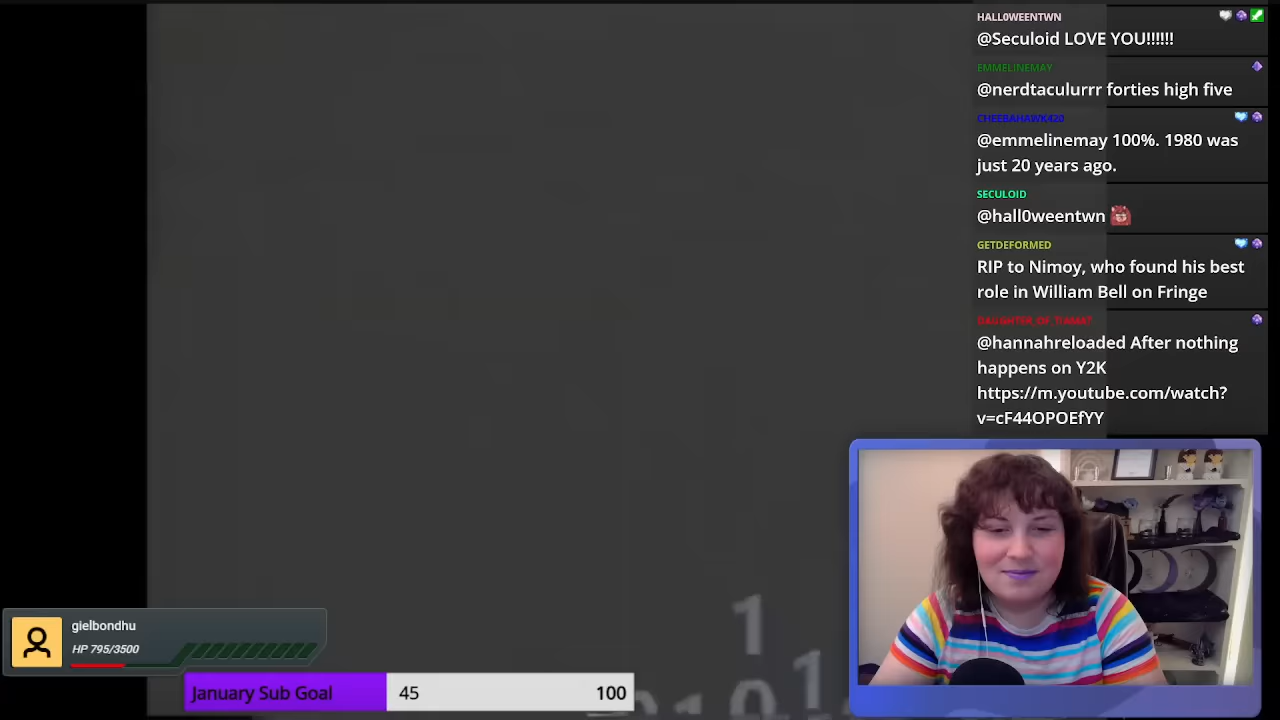 HALL0WEENTWN
@Seculoid LOVE YOU!!!!!!
EMMELINEMAY
@nerdtaculurrr forties high five
CHEEBAHAWK420
@emmelinemay 100%. 1980 was
just 20 years ago.
SECULOID
@hall0weentwn
GETDEFORMED
RIP to Nimoy, who found his best
role in William Bell on Fringe
DAUGHTER_OF_TIAMAT
@hannahreloaded After nothing
happens on Y2K
https://m.youtube.com/watch?
v=cF44OPOEfYY
gielbondhu
HP 795/3500
1
January Sub Goal 45 100